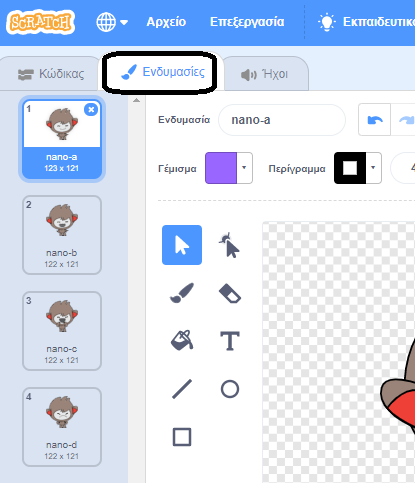 SCRATCH Αρχείο Επεξεργασία Εκπαιδευτικ
Κώδικας Ενδυμασίες Ήχοι
1
nano-a
123 x 121
2
nano-b
122 x 121
3
nano-c
122 x 121
4
nano-d
122 x 121
Ενδυμασία nano-a
Γέμισμα Περίγραμμα 4
T